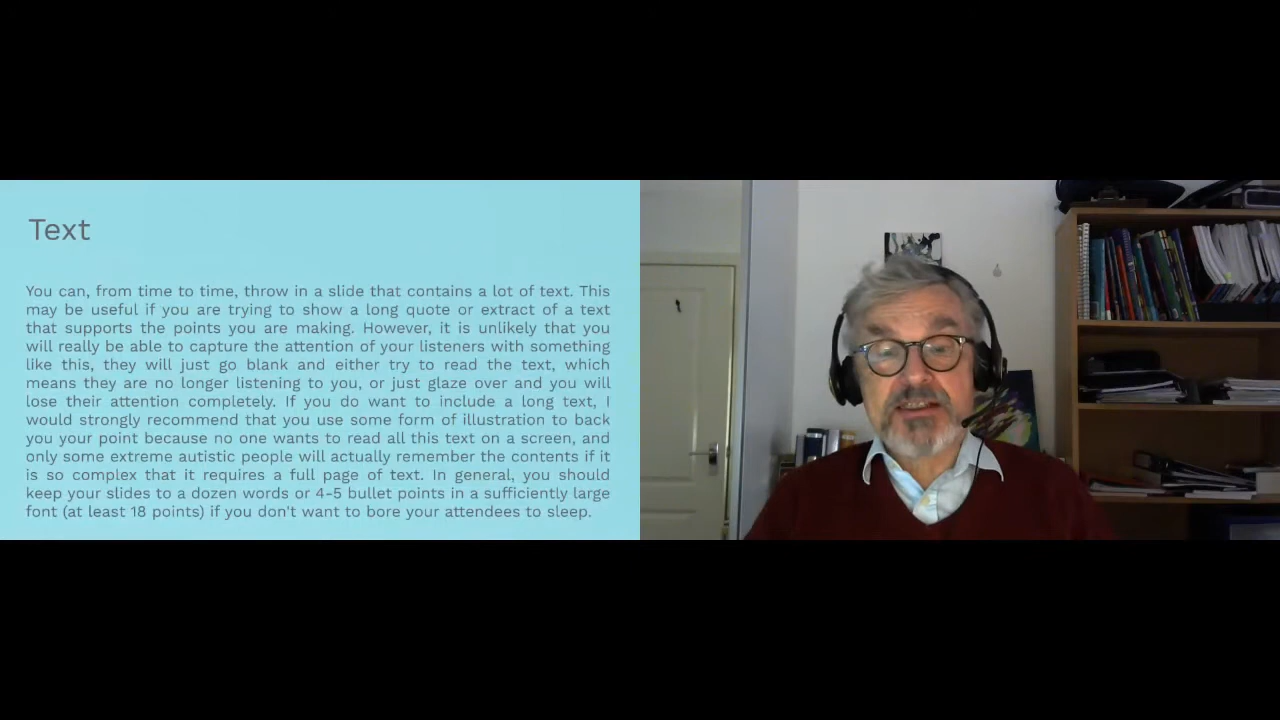 Text
You can, from time to time, throw in a slide that contains a lot of text. This
may be useful if you are trying to show a long quote or extract of a text
that supports the points you are making. However, it is unlikely that you
will really be able to capture the attention of your listeners with something
like this, they will just go blank and either try to read the text, which
means they are no longer listening to you, or just glaze over and you will
lose their attention completely. If you do want to include a long text, I
would strongly recommend that you use some form of illustration to back
you your point because no one wants to read all this text on a screen, and
only some extreme autistic people will actually remember the contents if it
is so complex that it requires a full page of text. In general, you should
keep your slides to a dozen words or 4-5 bullet points in a sufficiently large
font (at least 18 points) if you don't want to bore your attendees to sleep.